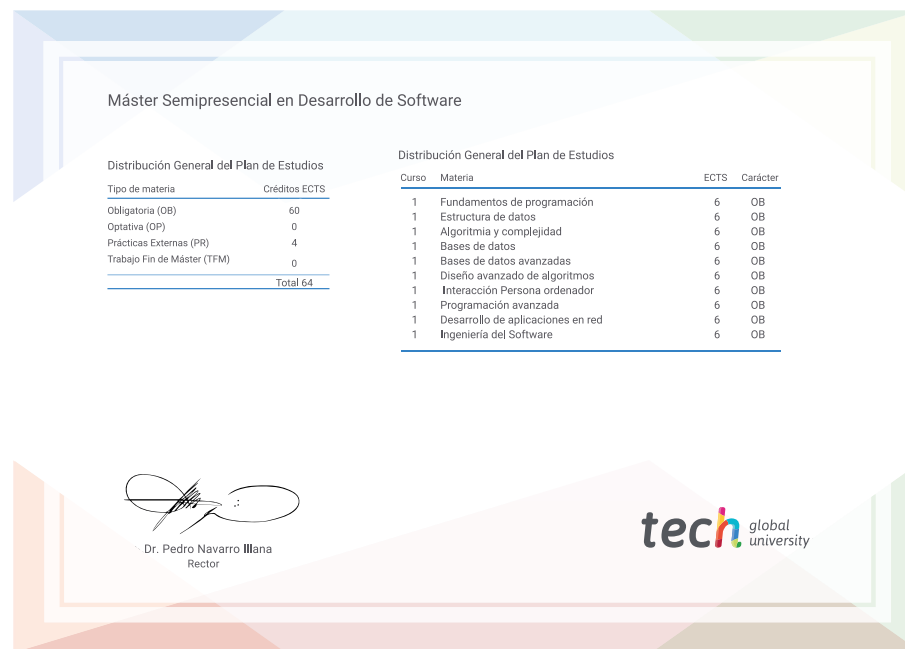 Máster Semipresencial en Desarrollo de Software
Distribución General del Plan de Estudios
Tipo de materia Créditos ECTS
Obligatoria (OB) 60
Optativa (OP) 0
Prácticas Externas (PR) 4
Trabajo Fin de Máster (TFM) 0
Total 64
Distribución General del Plan de Estudios
Curso Materia ECTS Carácter
1 Fundamentos de programación 6 OB
1 Estructura de datos 6 OB
1 Algoritmia y complejidad 6 OB
1 Bases de datos 6 OB
1 Bases de datos avanzadas 6 OB
1 Diseño avanzado de algoritmos 6 OB
1 Interacción Persona ordenador 6 OB
1 Programación avanzada 6 OB
1 Desarrollo de aplicaciones en red 6 OB
1 Ingeniería del Software 6 OB
Dr. Pedro Navarro Illana
Rector
tech global
university